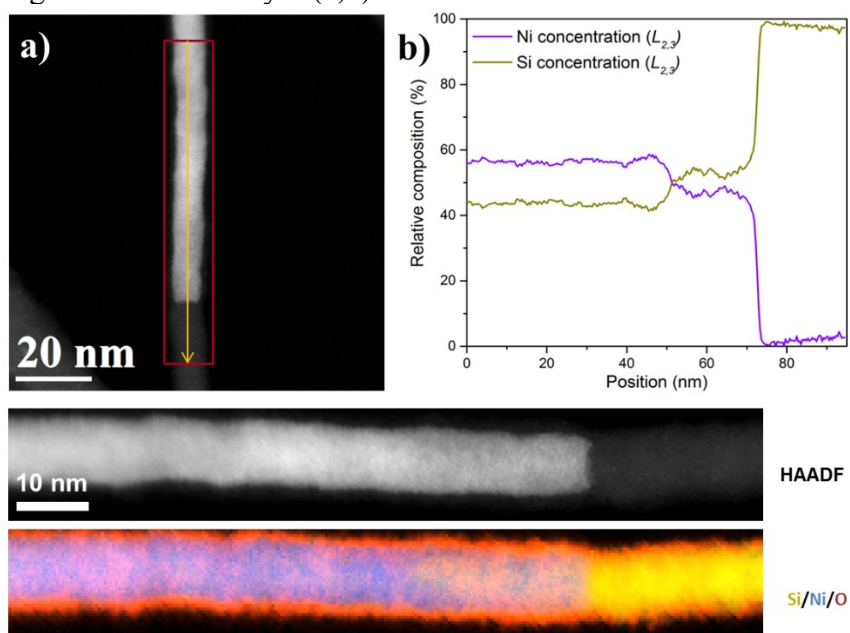 a)
20 nm
b)
Ni concentration (L2,3)
Si concentration (L2,3)
Relative composition (%)
100
80
60
40
20
0
0 20 40 60 80
Position (nm)
10 nm
HAADF
Si/Ni/O